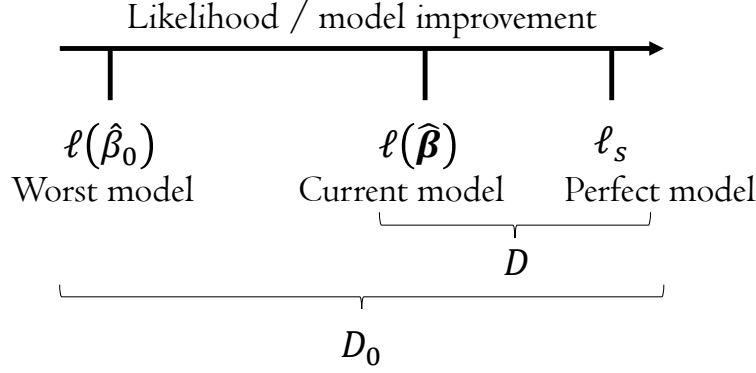 Likelihood / model improvement
ℓ(β̂₀) ℓ(𝜷̂) ℓₛ
Worst model Current model Perfect model
D
D₀